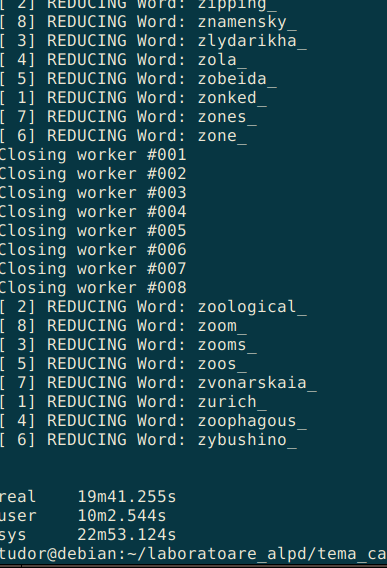 [ 2] REDUCING Word: zipping_
[ 8] REDUCING Word: znamensky_
[ 3] REDUCING Word: zlydarikha_
[ 4] REDUCING Word: zola_
[ 5] REDUCING Word: zobeida_
[ 1] REDUCING Word: zonked_
[ 7] REDUCING Word: zones_
[ 6] REDUCING Word: zone_
Closing worker #001
Closing worker #002
Closing worker #003
Closing worker #004
Closing worker #005
Closing worker #006
Closing worker #007
Closing worker #008
[ 2] REDUCING Word: zoological_
[ 8] REDUCING Word: zoom_
[ 3] REDUCING Word: zooms_
[ 5] REDUCING Word: zoos_
[ 7] REDUCING Word: zvonarskaia_
[ 1] REDUCING Word: zurich_
[ 4] REDUCING Word: zoophagous_
[ 6] REDUCING Word: zybushino_
real 19m41.255s
user 10m2.544s
sys 22m53.124s
tudor@debian:~/laboratoare_alpd/tema_ca